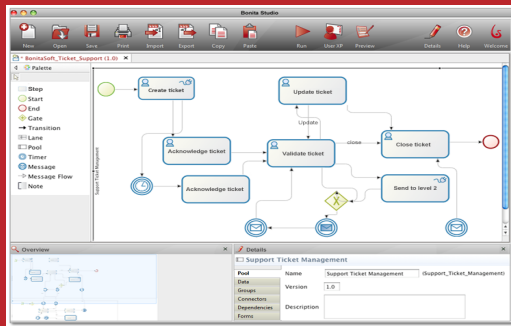 Bonita Studio
New Open Save Print Import Export Copy Paste Run User XP Preview Details Help Welcome
* BonitaSoft_Ticket_Support (1.0)
Palette
Step
Start
End
Gate
Transition
Lane
Pool
Timer
Message
Message Flow
Note
Support Ticket Management
Create ticket
Update ticket
Update
Acknowledge ticket
Validate ticket
close
Close ticket
Acknowledge ticket
Send to level 2
Overview
Details
Support Ticket Management
Pool
Data
Groups
Connectors
Dependencies
Forms
Name Support Ticket Management (Support_Ticket_Management)
Version 1.0
Description